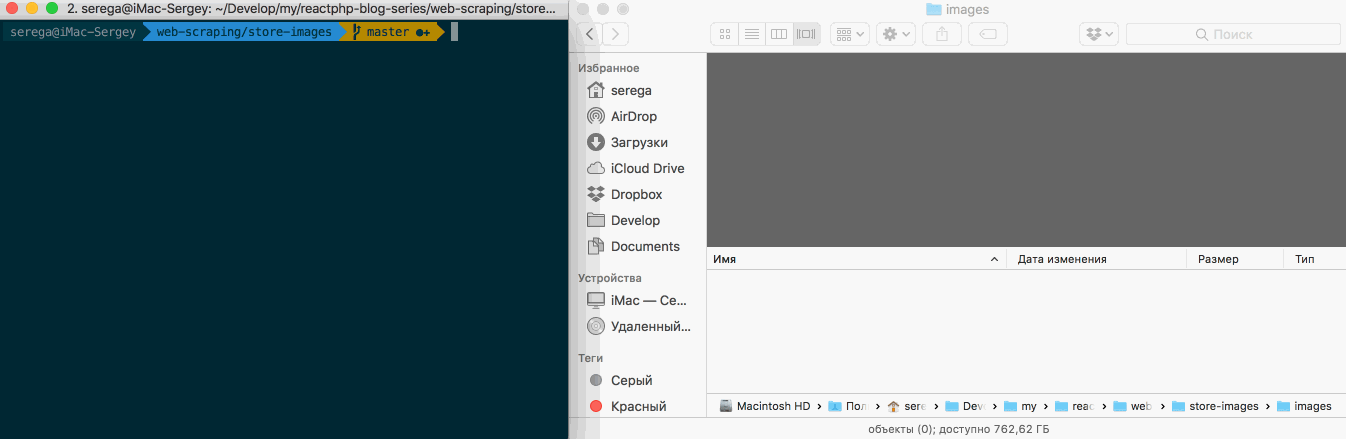 2. serega@iMac-Sergey: ~/Develop/my/reactphp-blog-series/web-scraping/store...
serega@iMac-Sergey web-scraping/store-images master
images
Поиск
Избранное
serega
AirDrop
Загрузки
iCloud Drive
Dropbox
Develop
Documents
Устройства
iMac — Се...
Удаленный...
Теги
Серый
Красный
Имя Дата изменения Размер Тип
Macintosh HD › Пол › sere › Deve › my › reac › web › store-images › images
объекты (0); доступно 762,62 ГБ